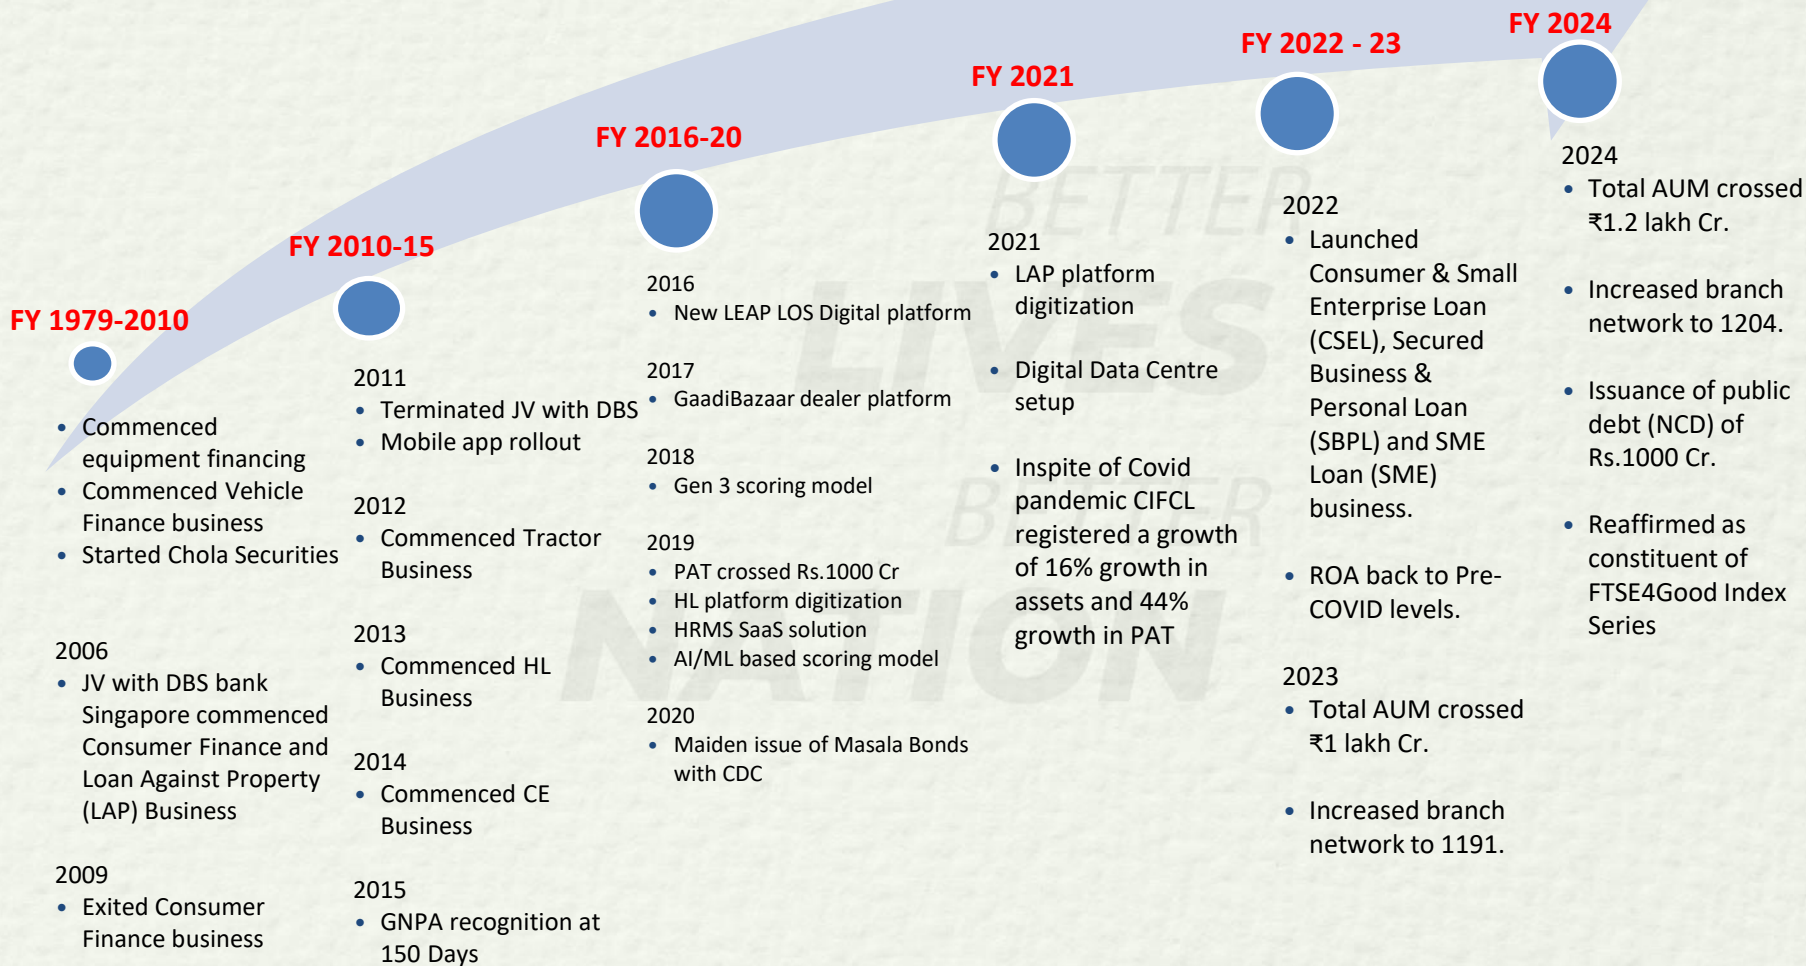 FY 1979-2010
• Commenced
equipment financing
• Commenced Vehicle
Finance business
• Started Chola Securities
2006
• JV with DBS bank
Singapore commenced
Consumer Finance and
Loan Against Property
(LAP) Business
2009
• Exited Consumer
Finance business
FY 2010-15
2011
• Terminated JV with DBS
• Mobile app rollout
2012
• Commenced Tractor
Business
2013
• Commenced HL
Business
2014
• Commenced CE
Business
2015
• GNPA recognition at
150 Days
FY 2016-20
2016
• New LEAP LOS Digital platform
2017
• GaadiBazaar dealer platform
2018
• Gen 3 scoring model
2019
• PAT crossed Rs.1000 Cr
• HL platform digitization
• HRMS SaaS solution
• AI/ML based scoring model
2020
• Maiden issue of Masala Bonds
with CDC
FY 2021
2021
• LAP platform
digitization
• Digital Data Centre
setup
• Inspite of Covid
pandemic CIFCL
registered a growth
of 16% growth in
assets and 44%
growth in PAT
FY 2022 - 23
2022
• Launched
Consumer & Small
Enterprise Loan
(CSEL), Secured
Business &
Personal Loan
(SBPL) and SME
Loan (SME)
business.
• ROA back to Pre-
COVID levels.
2023
• Total AUM crossed
₹1 lakh Cr.
• Increased branch
network to 1191.
FY 2024
2024
• Total AUM crossed
₹1.2 lakh Cr.
• Increased branch
network to 1204.
• Issuance of public
debt (NCD) of
Rs.1000 Cr.
• Reaffirmed as
constituent of
FTSE4Good Index
Series
BETTER
LIVES
BETTER
NATION